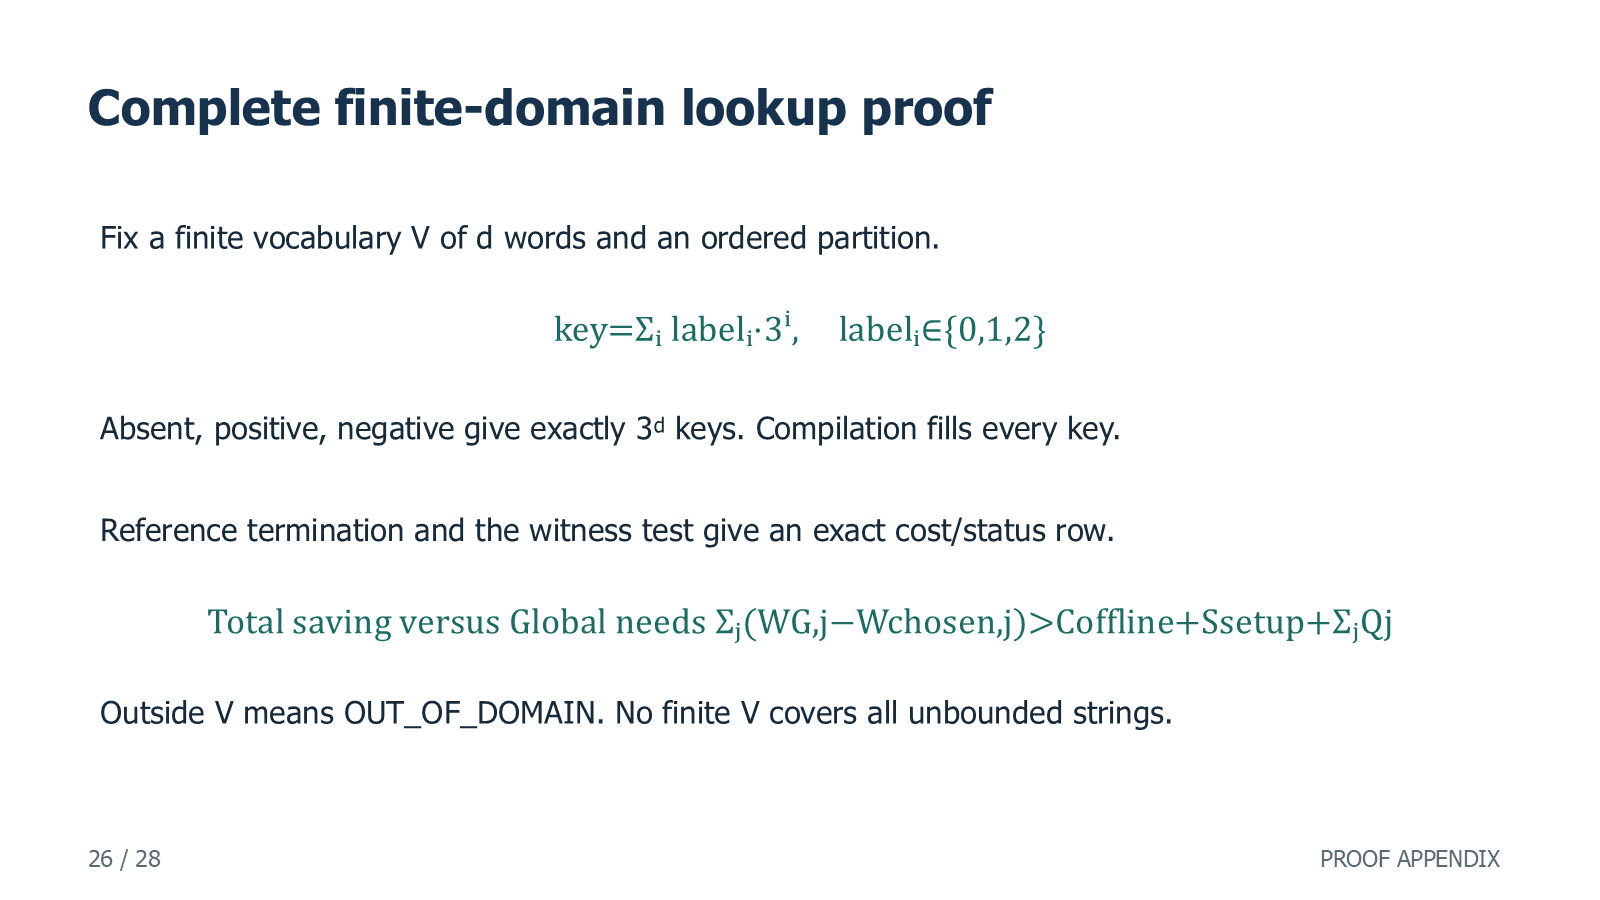 Complete finite-domain lookup proof
Fix a finite vocabulary V of d words and an ordered partition.
key=Σᵢ labelᵢ·3ⁱ, labelᵢ∈{0,1,2}
Absent, positive, negative give exactly 3ᵈ keys. Compilation fills every key.
Reference termination and the witness test give an exact cost/status row.
Total saving versus Global needs Σⱼ(WG,j−Wchosen,j)>Coffline+Ssetup+ΣⱼQj
Outside V means OUT_OF_DOMAIN. No finite V covers all unbounded strings.
26 / 28
PROOF APPENDIX